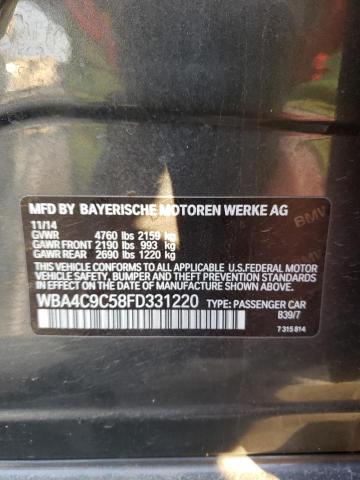 MFD BY BAYERISCHE MOTOREN WERKE AG
11/14
GVWR 4760 lbs 2159 kg
GAWR FRONT 2190 lbs 993 kg
GAWR REAR 2690 lbs 1220 kg
THIS VEHICLE CONFORMS TO ALL APPLICABLE FEDERAL MOTOR
VEHICLE SAFETY, BUMPER, AND THEFT PREVENTION
STANDARDS IN EFFECT ON THE DATE OF MANUFACTURE SHOWN ABOVE.
WBA4C9C58FD331220 TYPE: PASSENGER CAR
B39/7
7 315 814
BMW
BMW